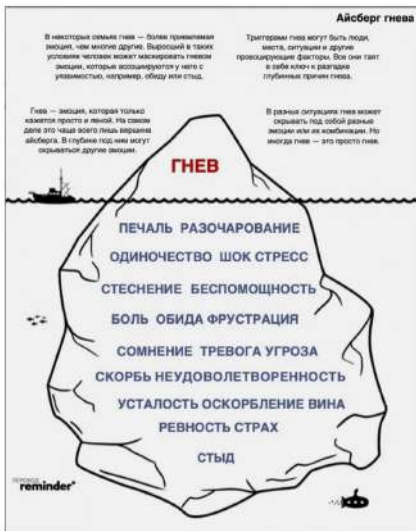 Айсберг гнева
В некоторых семьях гнев — более приемлемая
эмоция, чем многие другие. Выросший в таких
условиях человек может маскировать гневом
эмоции, которые ассоциируются у него с
уязвимостью, например, обиду или стыд.
Триггерами гнева могут быть люди,
места, ситуации и другие
провоцирующие факторы. Все они таят
в себе ключ к разгадке
глубинных причин гнева.
Гнев — эмоция, которая только
кажется простой и ясной. На самом
деле это чаще всего лишь вершина
айсберга. В глубине под ним могут
скрываться другие эмоции.
В разных ситуациях гнев может
скрывать под собой разные
эмоции или их комбинации. Но
иногда гнев — это просто гнев.
ГНЕВ
ПЕЧАЛЬ РАЗОЧАРОВАНИЕ
ОДИНОЧЕСТВО ШОК СТРЕСС
СТЕСНЕНИЕ БЕСПОМОЩНОСТЬ
БОЛЬ ОБИДА ФРУСТРАЦИЯ
СОМНЕНИЕ ТРЕВОГА УГРОЗА
СКОРБЬ НЕУДОВОЛЕТВОРЕННОСТЬ
УСТАЛОСТЬ ОСКОРБЛЕНИЕ ВИНА
РЕВНОСТЬ СТРАХ
СТЫД
ПЕРЕВОД
reminder*